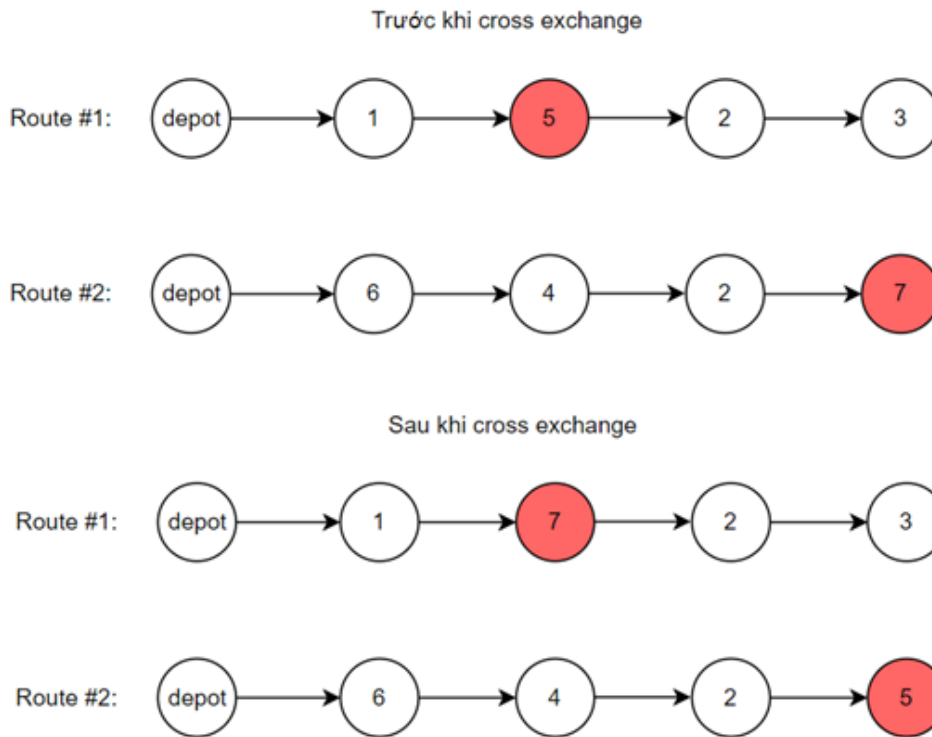 Trước khi cross exchange
Route #1: depot 1 5 2 3
Route #2: depot 6 4 2 7
Sau khi cross exchange
Route #1: depot 1 7 2 3
Route #2: depot 6 4 2 5